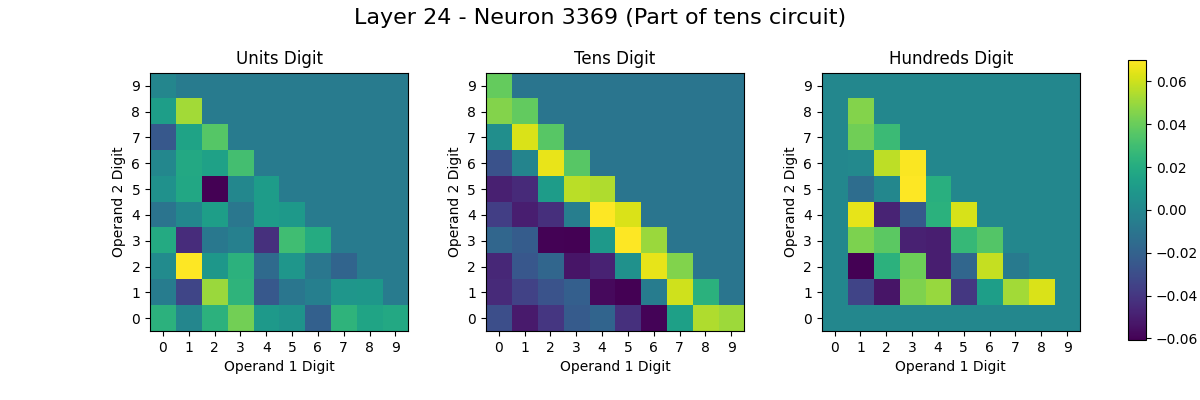 Layer 24 - Neuron 3369 (Part of tens circuit)
Units Digit
Tens Digit
Hundreds Digit
Operand 2 Digit
9
8
7
6
5
4
3
2
1
0
0 1 2 3 4 5 6 7 8 9
Operand 1 Digit
Operand 2 Digit
9
8
7
6
5
4
3
2
1
0
0 1 2 3 4 5 6 7 8 9
Operand 1 Digit
Operand 2 Digit
9
8
7
6
5
4
3
2
1
0
0 1 2 3 4 5 6 7 8 9
Operand 1 Digit
0.06
0.04
0.02
0.00
−0.02
−0.04
−0.06